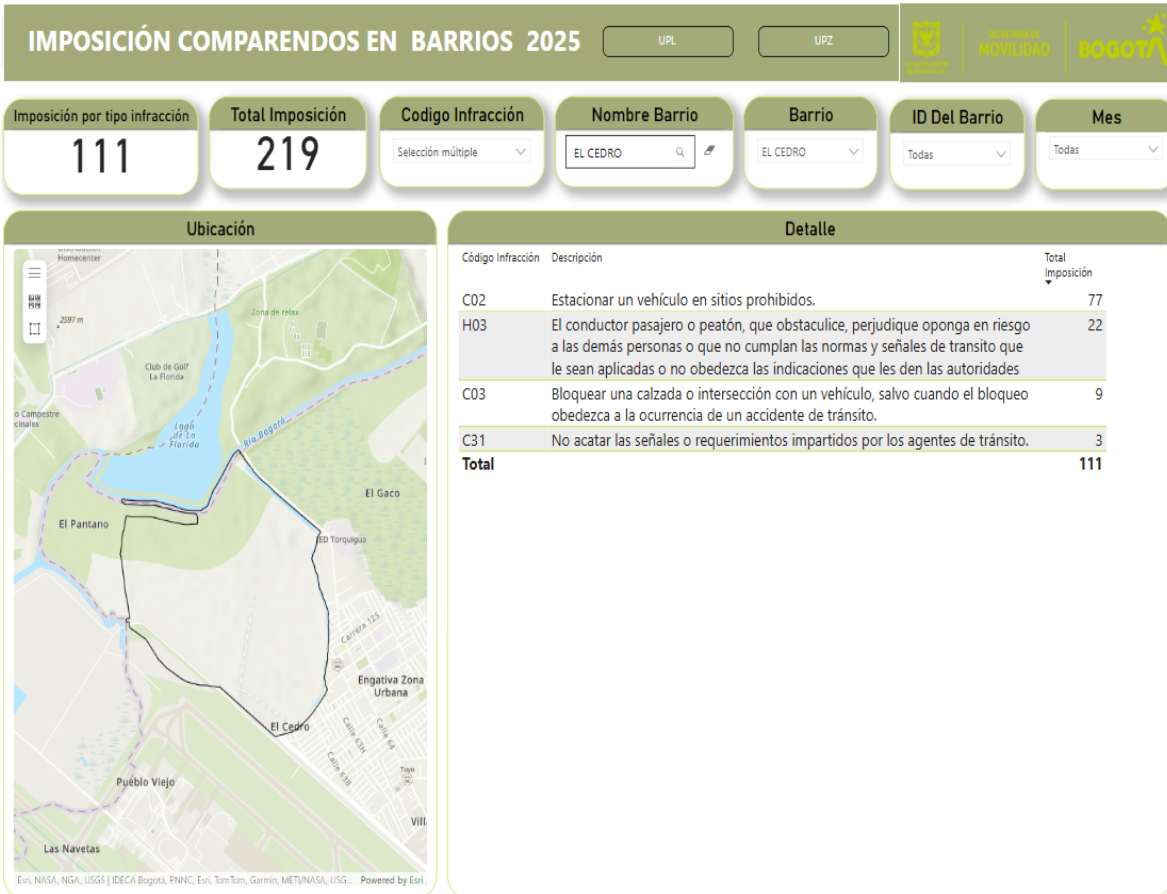 IMPOSICIÓN COMPARENDOS EN BARRIOS 2025
UPL
UPZ
SECRETARÍA DE
MOVILIDAD
BOGOTÁ
Imposición por tipo infracción
111
Total Imposición
219
Codigo Infracción
Selección múltiple
Nombre Barrio
EL CEDRO
Barrio
EL CEDRO
ID Del Barrio
Todas
Mes
Todas
Ubicación
Homecenter
2597 m
Zona de relax
Club de Golf
La Florida
o Campestre
Lago
de La
Florida
Río Bogotá
El Gaco
El Pantano
ED Torquigua
Carrera 125
Engativa Zona
Urbana
El Cedro
Calle 63H
Calle 64
Calle 63B
Tuyo
Pueblo Viejo
Vill
Las Navetas
Esri, NASA, NGA, USGS | IDECA Bogotá, PNNC, Esri, TomTom, Garmin, METI/NASA, USG... Powered by Esri
Detalle
Código Infracción Descripción Total
Imposición
C02 Estacionar un vehículo en sitios prohibidos. 77
H03 El conductor pasajero o peatón, que obstaculice, perjudique oponga en riesgo 22
a las demás personas o que no cumplan las normas y señales de transito que
le sean aplicadas o no obedezca las indicaciones que les den las autoridades
C03 Bloquear una calzada o intersección con un vehículo, salvo cuando el bloqueo 9
obedezca a la ocurrencia de un accidente de tránsito.
C31 No acatar las señales o requerimientos impartidos por los agentes de tránsito. 3
Total 111